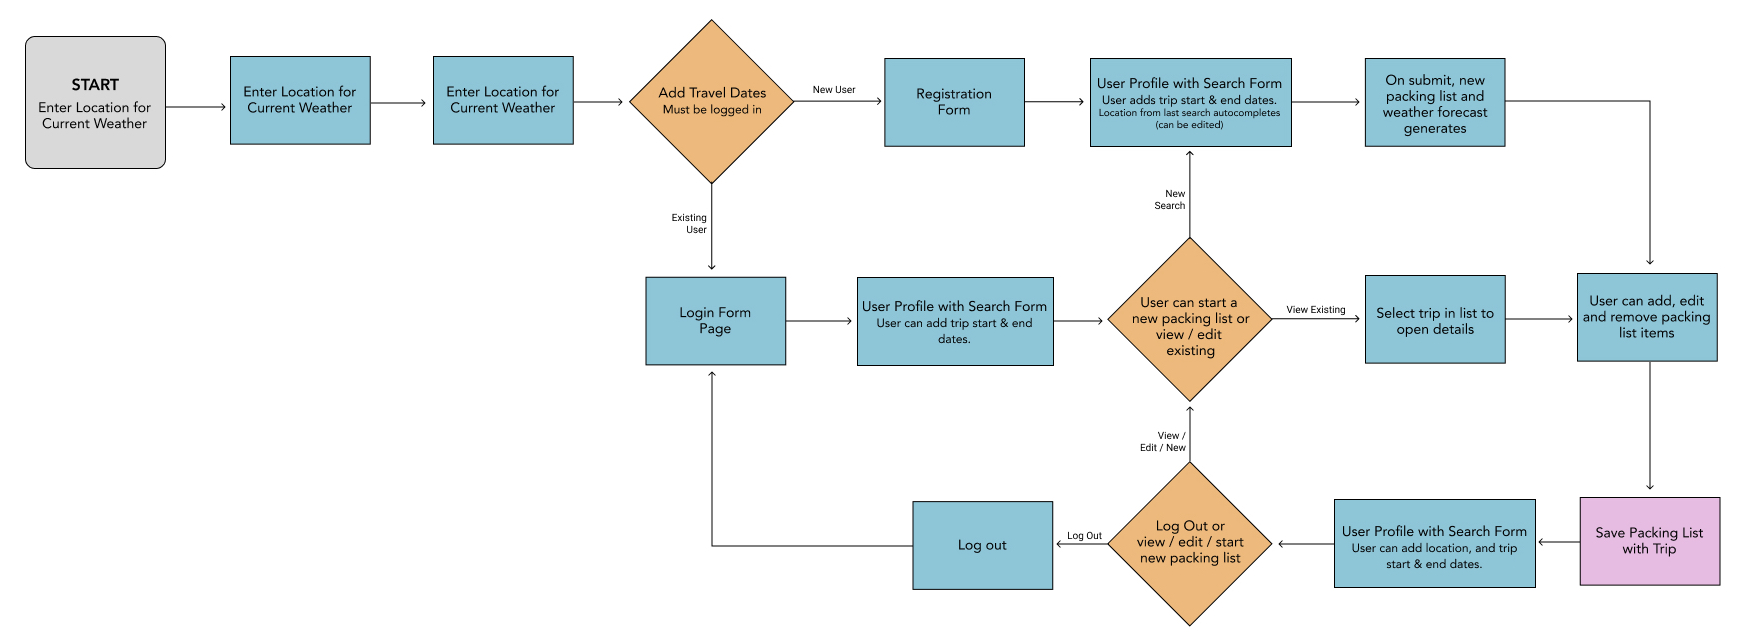 START
Enter Location for
Current Weather
Enter Location for
Current Weather
Enter Location for
Current Weather
Add Travel Dates
Must be logged in
New User
Registration
Form
User Profile with Search Form
User adds trip start & end dates.
Location from last search autocompletes
(can be edited)
On submit, new
packing list and
weather forecast
generates
Existing
User
New
Search
Login Form
Page
User Profile with Search Form
User can add trip start & end
dates.
User can start a
new packing list or
view / edit
existing
View Existing
Select trip in list to
open details
User can add, edit
and remove packing
list items
View /
Edit / New
Log out
Log Out
Log Out or
view / edit / start
new packing list
User Profile with Search Form
User can add location, and trip
start & end dates.
Save Packing List
with Trip